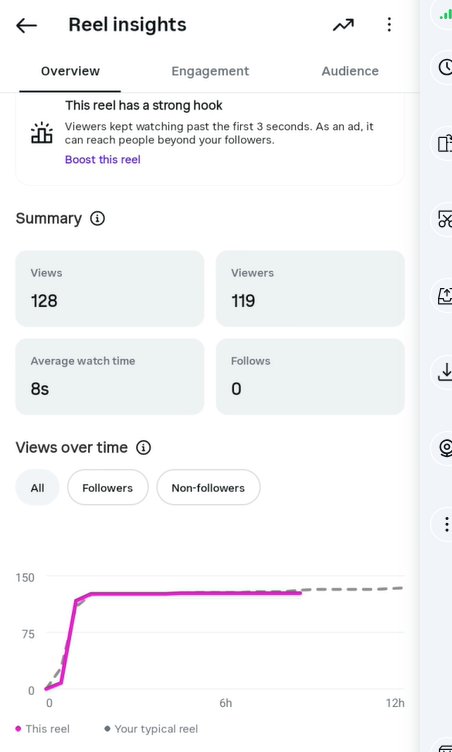 Reel insights
Overview
Engagement
Audience
This reel has a strong hook
Viewers kept watching past the first 3 seconds. As an ad, it
can reach people beyond your followers.
Boost this reel
Summary
Views
Viewers
128
119
Average watch time
Follows
8s
0
Views over time
All
Followers
Non-followers
150
75
0
0
6h
12h
This reel
Your typical reel